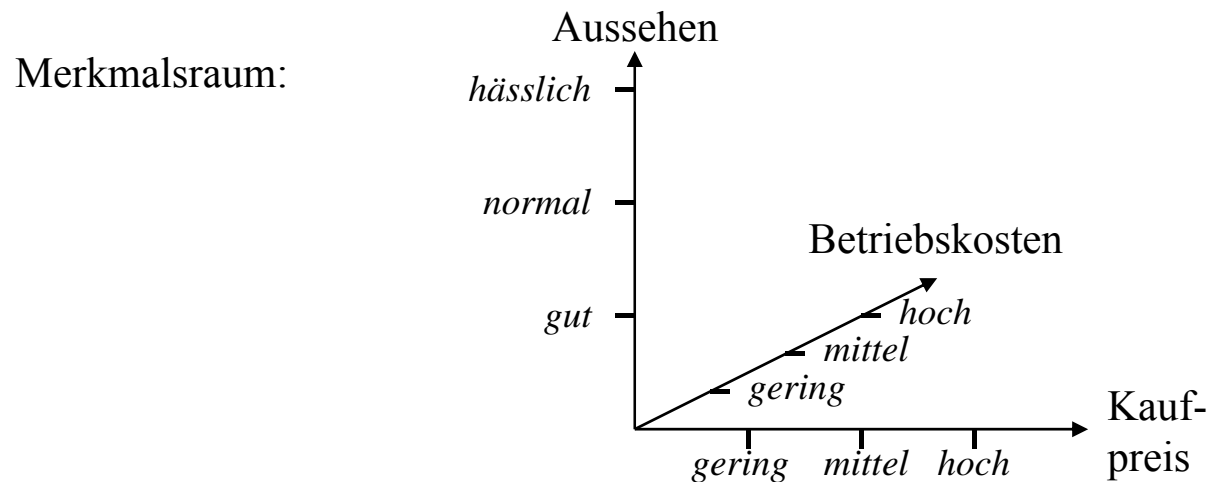 Aussehen
Merkmalsraum:
hässlich
normal
Betriebskosten
gut
hoch
mittel
gering
Kauf-
preis
gering mittel hoch